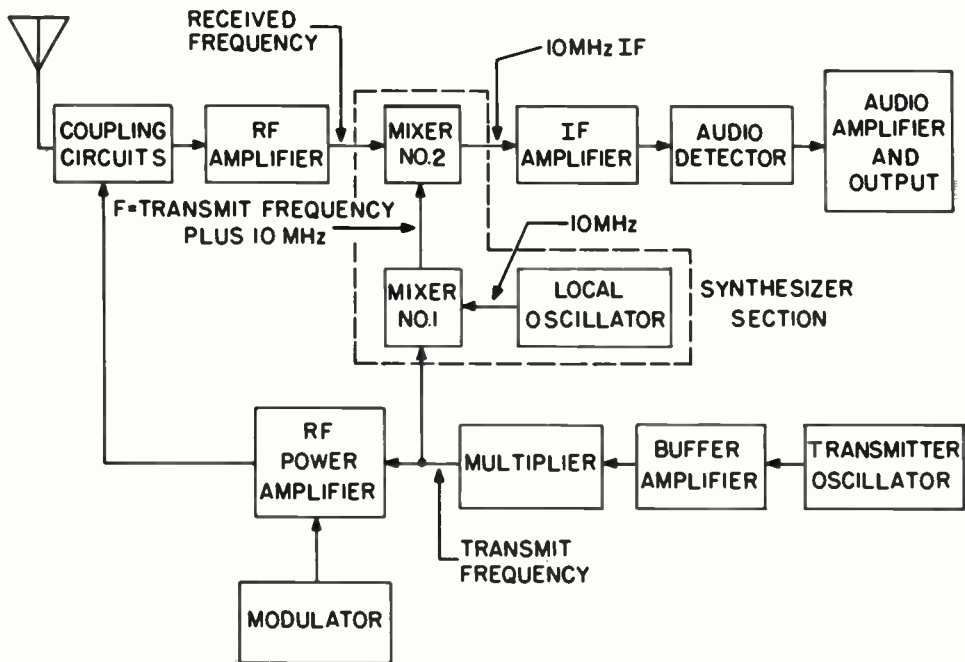 RECEIVED
FREQUENCY
10MHz IF
COUPLING
CIRCUITS
RF
AMPLIFIER
MIXER
NO.2
IF
AMPLIFIER
AUDIO
DETECTOR
AUDIO
AMPLIFIER
AND
OUTPUT
F=TRANSMIT FREQUENCY
PLUS 10 MHz
10MHz
MIXER
NO.1
LOCAL
OSCILLATOR
SYNTHESIZER
SECTION
RF
POWER
AMPLIFIER
MULTIPLIER
BUFFER
AMPLIFIER
TRANSMITTER
OSCILLATOR
TRANSMIT
FREQUENCY
MODULATOR